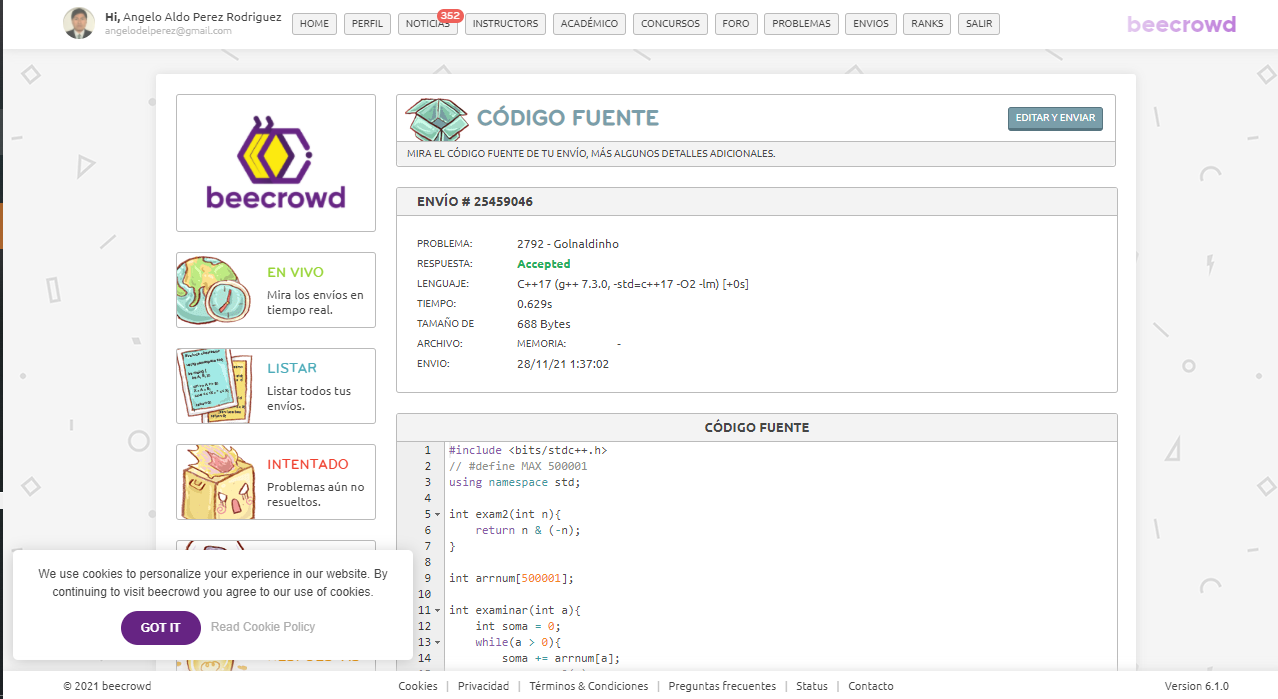 Hi, Angelo Aldo Perez Rodriguez
angelodelperez@gmail.com
HOME
PERFIL
NOTICIAS
352
INSTRUCTORS
ACADÉMICO
CONCURSOS
FORO
PROBLEMAS
ENVIOS
RANKS
SALIR
beecrowd
beecrowd
EN VIVO
Mira los envíos en
tiempo real.
LISTAR
Listar todos tus
envíos.
INTENTADO
Problemas aún no
resueltos.
CÓDIGO FUENTE
EDITAR Y ENVIAR
MIRA EL CÓDIGO FUENTE DE TU ENVÍO, MÁS ALGUNOS DETALLES ADICIONALES.
ENVÍO # 25459046
PROBLEMA: 2792 - Golnaldinho
RESPUESTA: Accepted
LENGUAJE: C++17 (g++ 7.3.0, -std=c++17 -O2 -lm) [+0s]
TIEMPO: 0.629s
TAMAÑO DE 688 Bytes
ARCHIVO: MEMORIA: -
ENVIO: 28/11/21 1:37:02
CÓDIGO FUENTE
1 #include <bits/stdc++.h>
2 // #define MAX 500001
3 using namespace std;
4
5 int exam2(int n){
6 return n & (-n);
7 }
8
9 int arrnum[500001];
10
11 int examinar(int a){
12 int soma = 0;
13 while(a > 0){
14 soma += arrnum[a];
We use cookies to personalize your experience in our website. By
continuing to visit beecrowd you agree to our use of cookies.
GOT IT
Read Cookie Policy
© 2021 beecrowd
Cookies | Privacidad | Términos & Condiciones | Preguntas frecuentes | Status | Contacto
Version 6.1.0